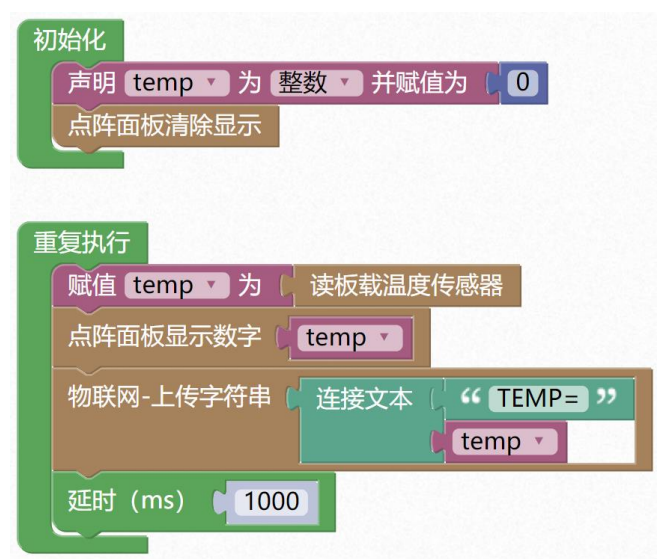 初始化
声明 temp 为 整数 并赋值为 0
点阵面板清除显示
重复执行
赋值 temp 为 读板载温度传感器
点阵面板显示数字 temp
物联网-上传字符串 连接文本 “ TEMP= ”
temp
延时（ms） 1000